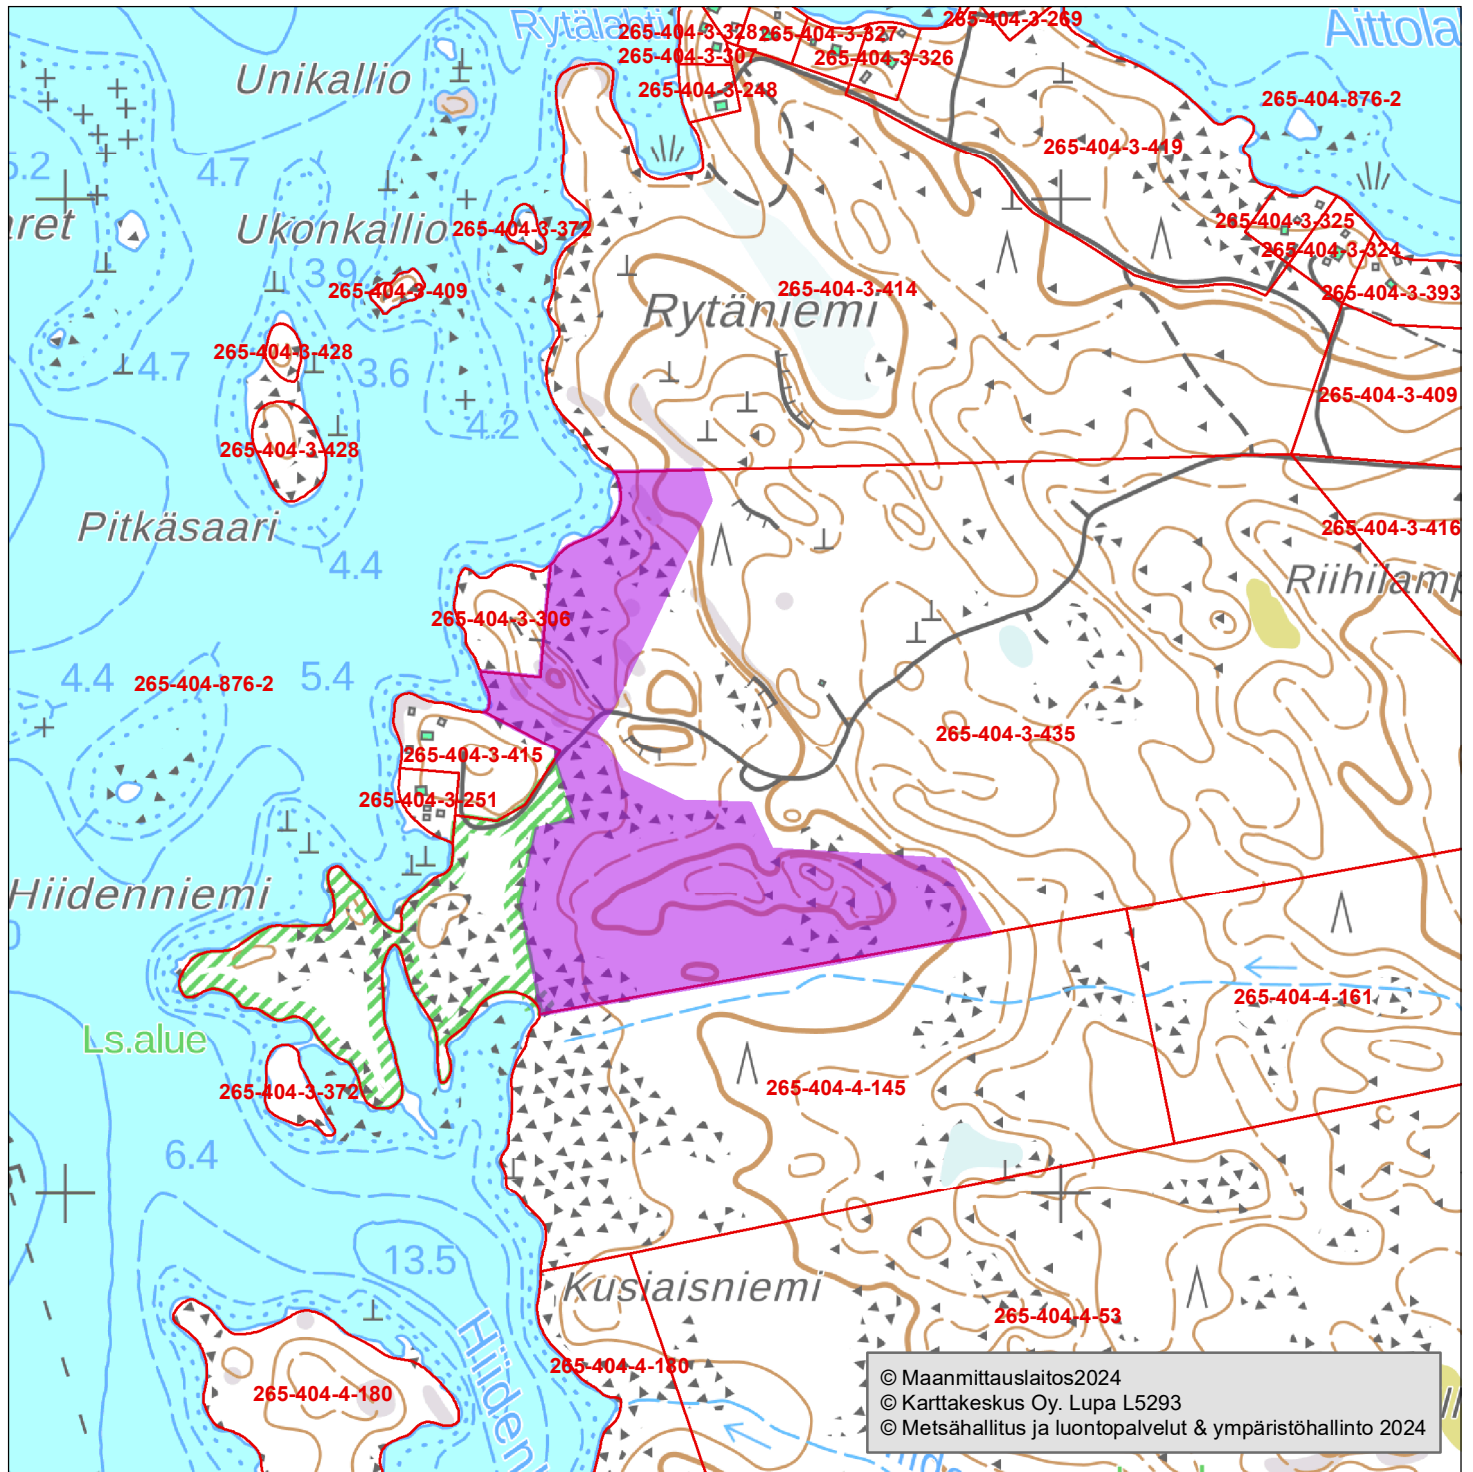 Rytälahti
265-404-3-269
Aittola
265-404-3-328
265-404-3-327
265-404-3-307
265-404-3-326
Unikallio
265-404-3-248
265-404-876-2
265-404-3-419
5.2
4.7
aret
Ukonkallio
265-404-3-372
265-404-3-325
265-404-3-324
3.9
265-404-3-409
265-404-3-414
265-404-3-393
Rytäniemi
265-404-3-428
4.7
3.6
265-404-3-409
4.2
265-404-3-428
Pitkäsaari
265-404-3-416
4.4
Riihilamp
265-404-3-306
4.4
265-404-876-2
5.4
265-404-3-435
265-404-3-415
265-404-3-251
Hiidenniemi
265-404-4-161
Ls.alue
265-404-3-372
265-404-4-145
6.4
13.5
Kusiaisniemi
265-404-4-53
265-404-4-180
265-404-4-180
© Maanmittauslaitos2024
© Karttakeskus Oy. Lupa L5293
© Metsähallitus ja luontopalvelut & ympäristöhallinto 2024